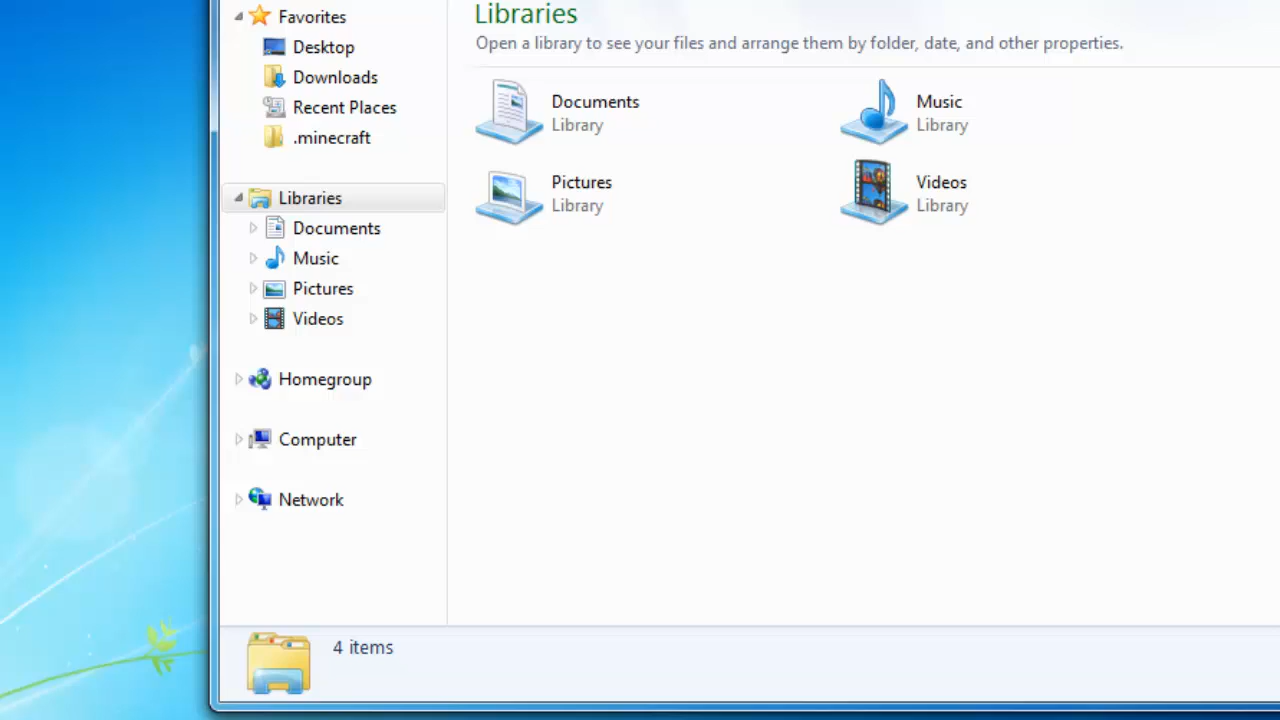 Favorites
Desktop
Downloads
Recent Places
.minecraft
Libraries
Documents
Music
Pictures
Videos
Homegroup
Computer
Network
Libraries
Open a library to see your files and arrange them by folder, date, and other properties.
Documents
Library
Music
Library
Pictures
Library
Videos
Library
4 items